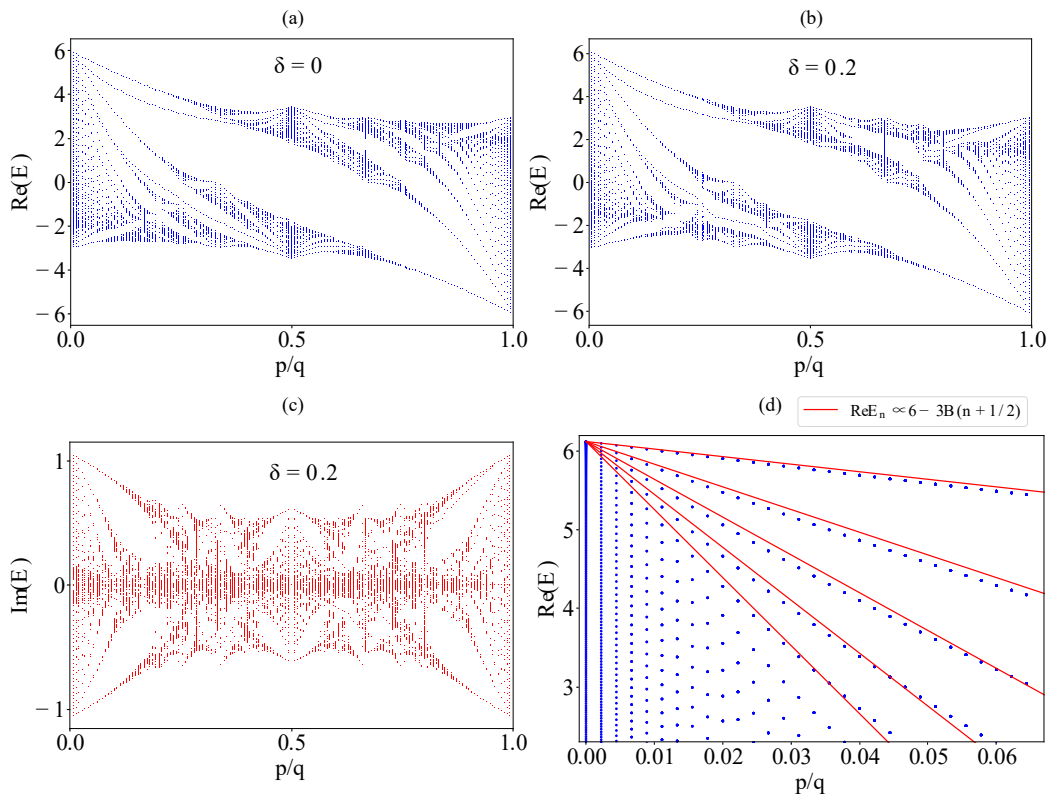 (a)
δ = 0
Re(E)
6
4
2
0
− 2
− 4
− 6
0.0
0.5
1.0
p/q
(b)
δ = 0.2
Re(E)
6
4
2
0
− 2
− 4
− 6
0.0
0.5
1.0
p/q
(c)
δ = 0.2
Im(E)
1
0
− 1
0.0
0.5
1.0
p/q
(d)
ReEₙ ∝ 6 − 3B(n + 1/2)
Re(E)
6
5
4
3
0.00
0.01
0.02
0.03
0.04
0.05
0.06
p/q